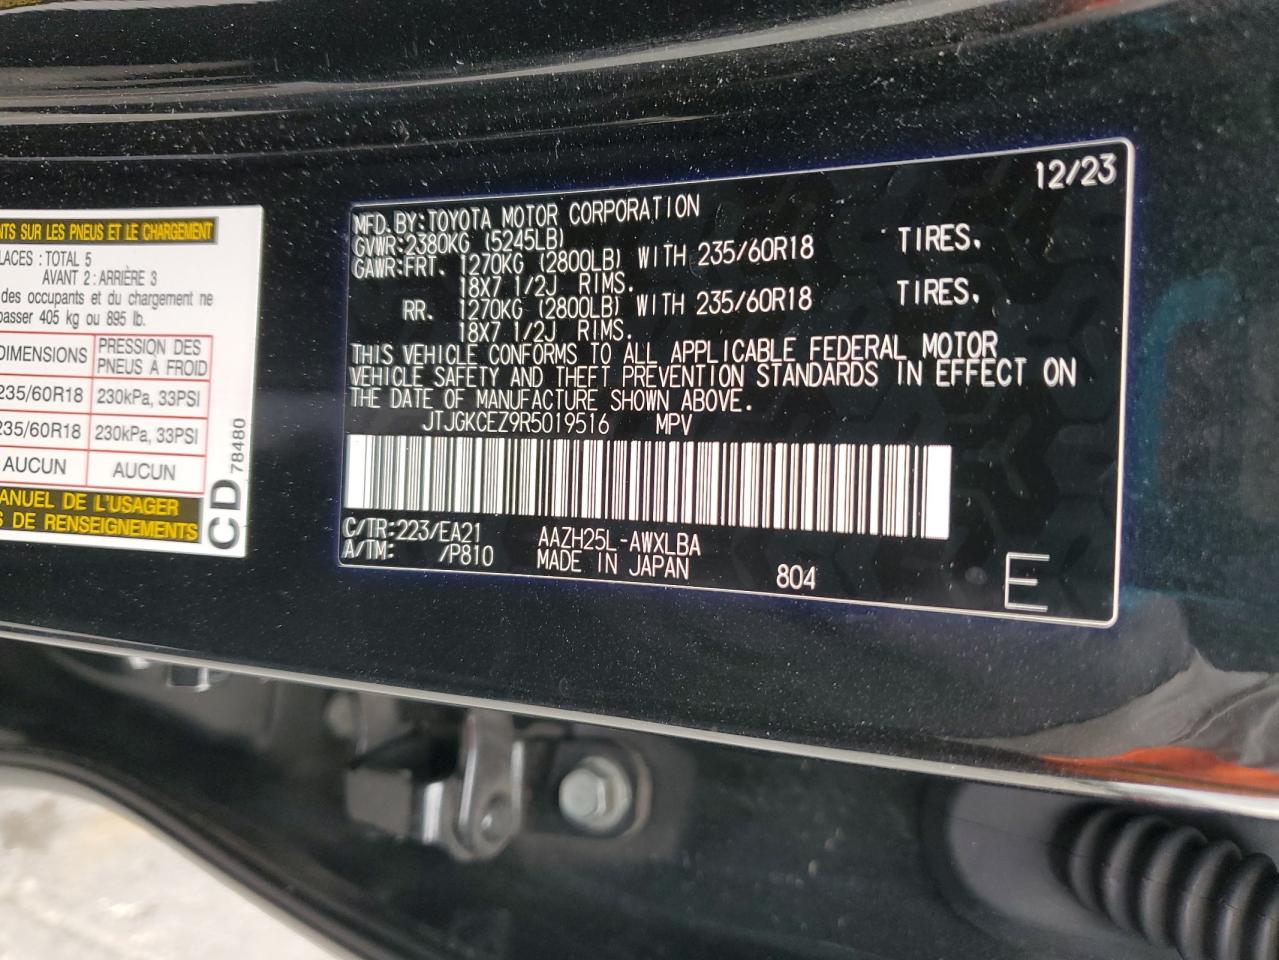 NTS SUR LES PNEUS ET LE CHARGEMENT
LACES : TOTAL 5
AVANT 2 : ARRIÈRE 3
des occupants et du chargement ne
passer 405 kg ou 895 lb.
DIMENSIONS PRESSION DES PNEUS À FROID
235/60R18 230kPa, 33PSI
235/60R18 230kPa, 33PSI
AUCUN AUCUN
MANUEL DE L'USAGER
S DE RENSEIGNEMENTS
CD 78480
12/23
MFD.BY:TOYOTA MOTOR CORPORATION
GVWR:2380KG (5245LB)
GAWR:FRT. 1270KG (2800LB) WITH 235/60R18 TIRES.
18X7 1/2J RIMS.
RR. 1270KG (2800LB) WITH 235/60R18 TIRES.
18X7 1/2J RIMS.
THIS VEHICLE CONFORMS TO ALL APPLICABLE FEDERAL MOTOR
VEHICLE SAFETY AND THEFT PREVENTION STANDARDS IN EFFECT ON
THE DATE OF MANUFACTURE SHOWN ABOVE.
JTJGKCEZ9R5019516 MPV
C/TR:223/EA21 AAZH25L-AWXLBA
A/TM: /P810 MADE IN JAPAN 804
E